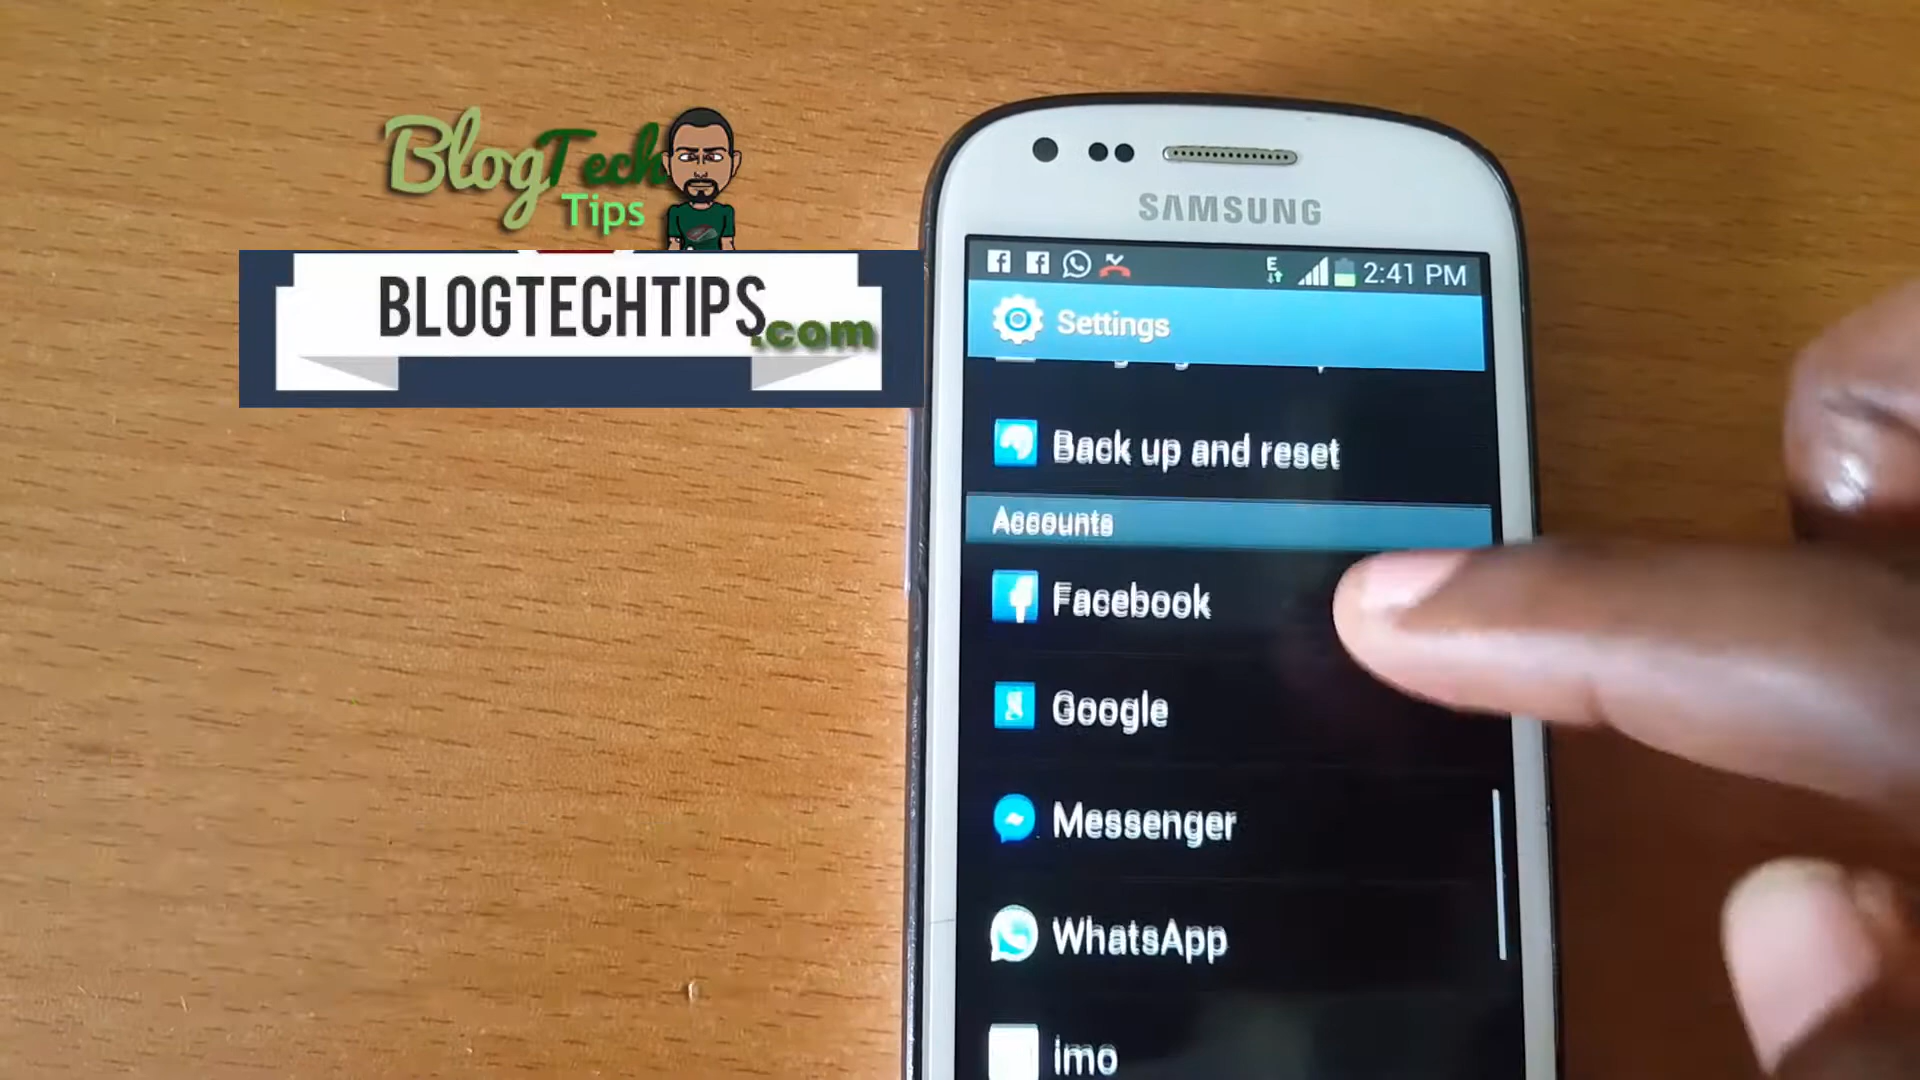 BlogTech
Tips
BLOGTECHTIPS.com
SAMSUNG
E
2:41 PM
Settings
Back up and reset
Accounts
Facebook
Google
Messenger
WhatsApp
imo